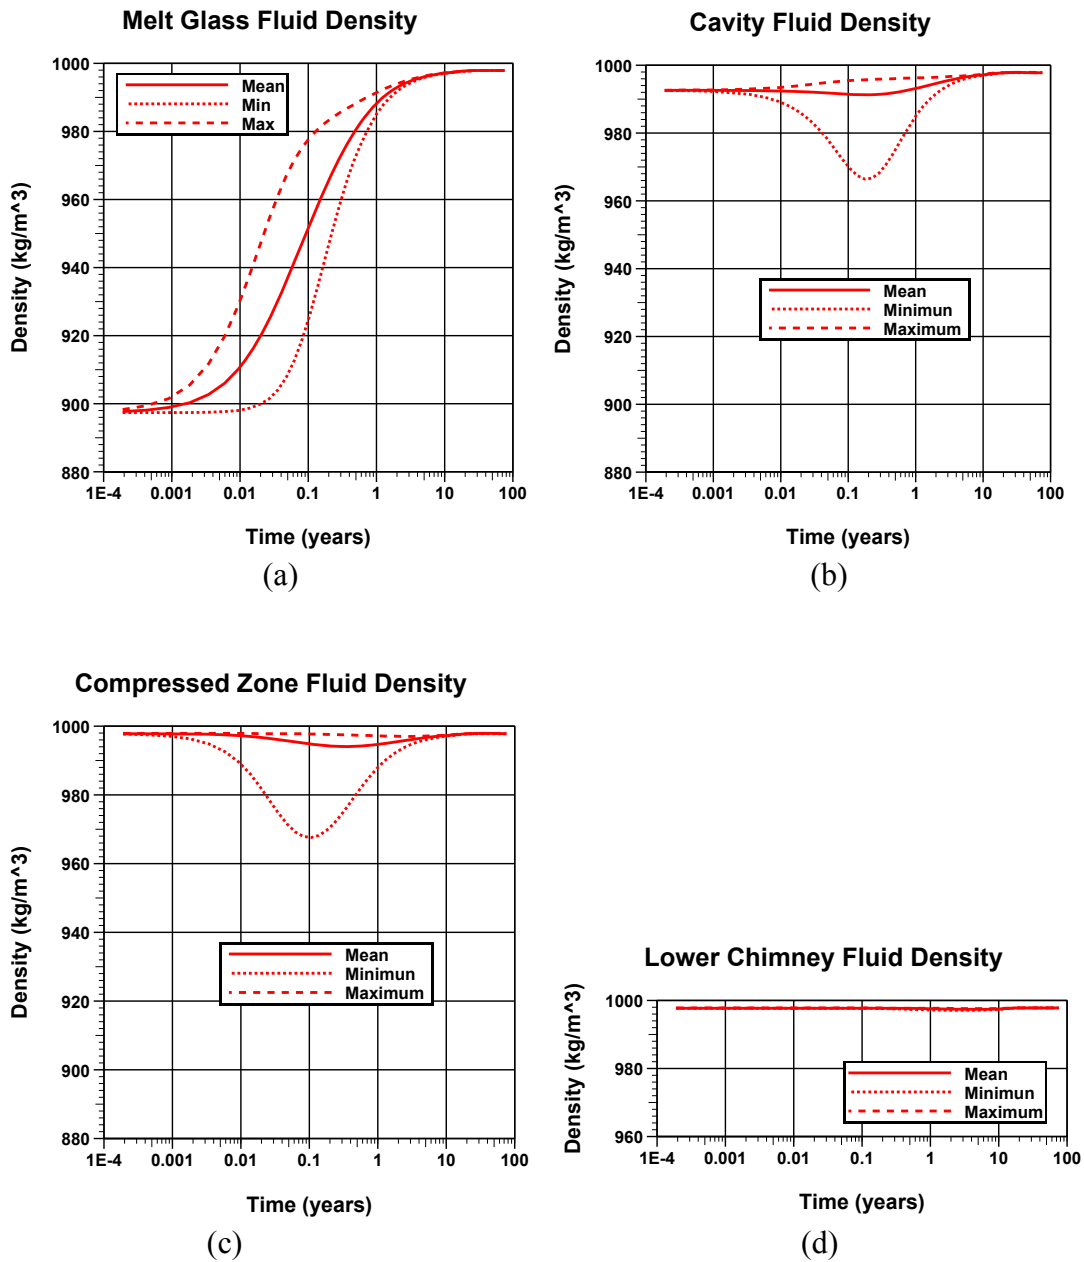 Melt Glass Fluid Density
Density (kg/m^3)
1000
980
960
940
920
900
880
Mean
Min
Max
1E-4 0.001 0.01 0.1 1 10 100
Time (years)
(a)
Cavity Fluid Density
Density (kg/m^3)
1000
980
960
940
920
900
880
Mean
Minimun
Maximum
1E-4 0.001 0.01 0.1 1 10 100
Time (years)
(b)
Compressed Zone Fluid Density
Density (kg/m^3)
1000
980
960
940
920
900
880
Mean
Minimun
Maximum
1E-4 0.001 0.01 0.1 1 10 100
Time (years)
(c)
Lower Chimney Fluid Density
Density (kg/m^3)
1000
980
960
Mean
Minimun
Maximum
1E-4 0.001 0.01 0.1 1 10 100
Time (years)
(d)